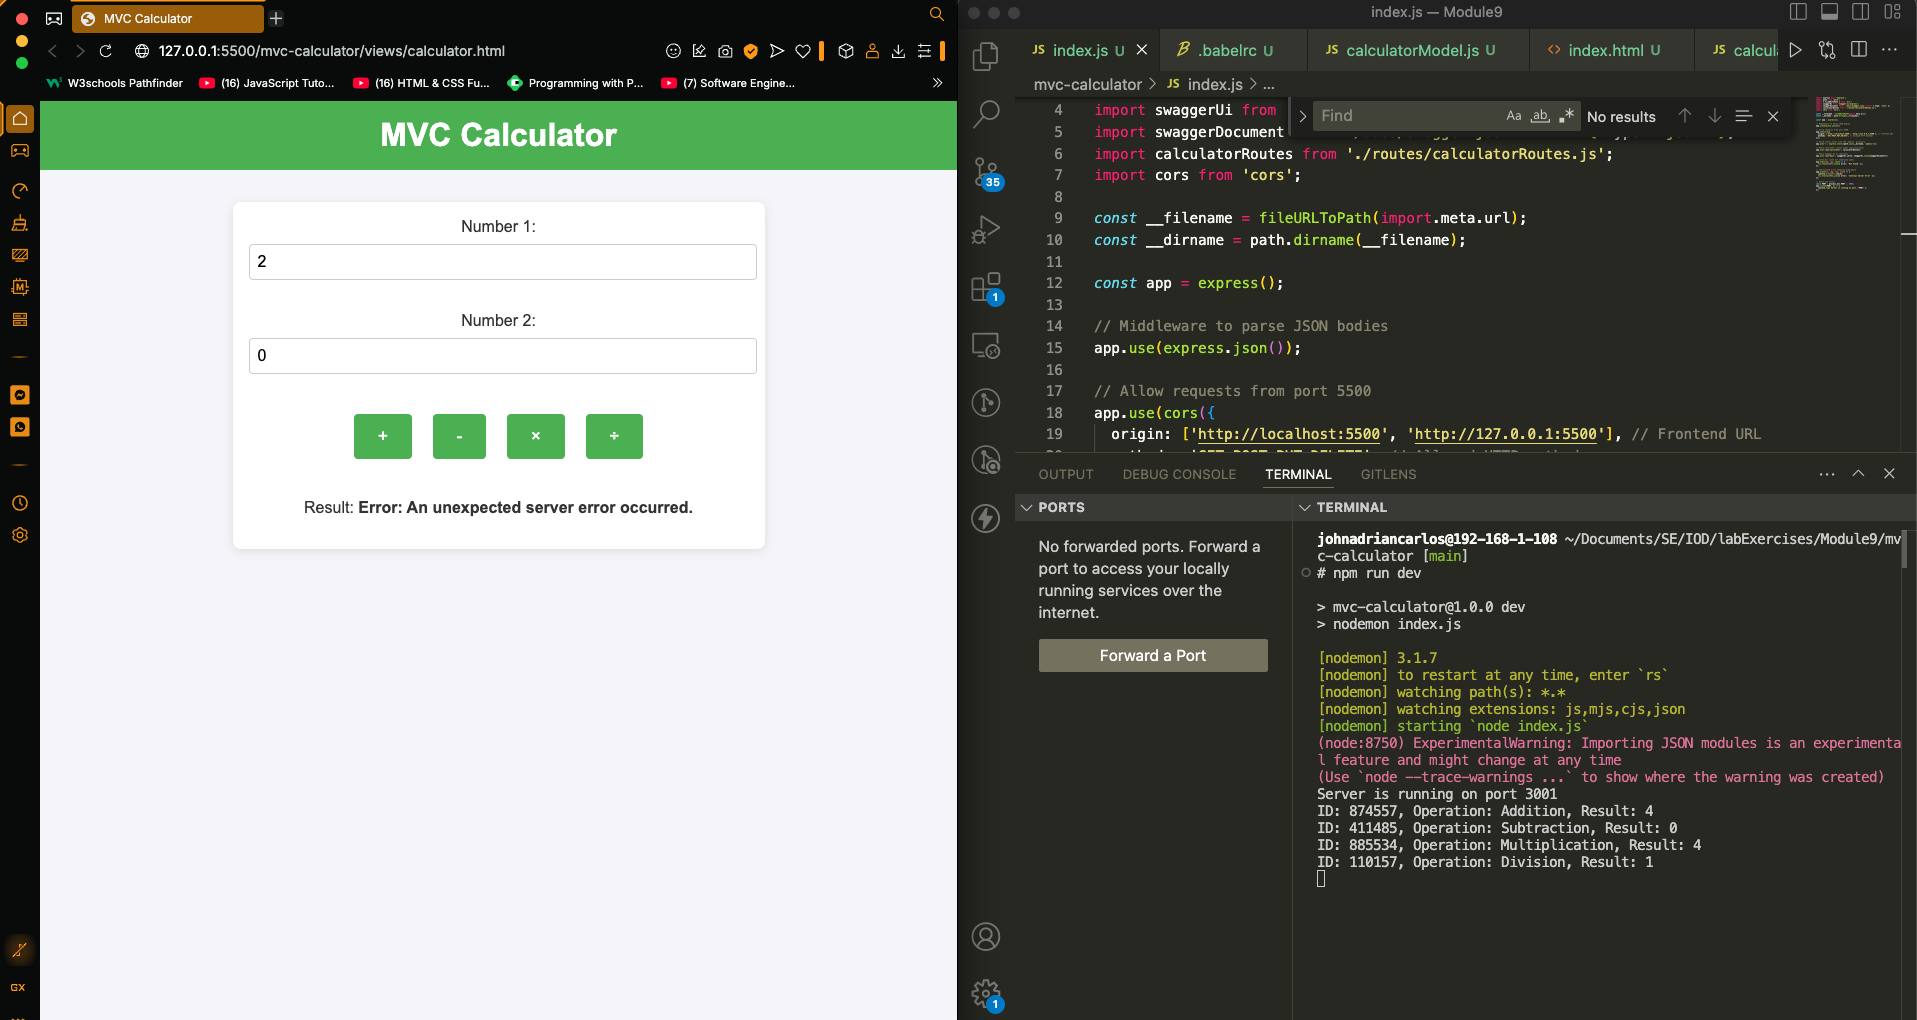 MVC Calculator
127.0.0.1:5500/mvc-calculator/views/calculator.html
W3schools Pathfinder
(16) JavaScript Tuto...
(16) HTML & CSS Fu...
Programming with P...
(7) Software Engine...
MVC Calculator
Number 1:
2
Number 2:
0
+
-
×
÷
Result: Error: An unexpected server error occurred.
GX
index.js — Module9
JS index.js U
.babelrc U
JS calculatorModel.js U
<> index.html U
JS calcul
mvc-calculator > JS index.js > ...
35
1
1
Find
Aa ab .*
No results
4 import swaggerUi from
5 import swaggerDocument
6 import calculatorRoutes from './routes/calculatorRoutes.js';
7 import cors from 'cors';
8
9 const __filename = fileURLToPath(import.meta.url);
10 const __dirname = path.dirname(__filename);
11
12 const app = express();
13
14 // Middleware to parse JSON bodies
15 app.use(express.json());
16
17 // Allow requests from port 5500
18 app.use(cors({
19 origin: ['http://localhost:5500', 'http://127.0.0.1:5500'], // Frontend URL
OUTPUT
DEBUG CONSOLE
TERMINAL
GITLENS
PORTS
No forwarded ports. Forward a
port to access your locally
running services over the
internet.
Forward a Port
TERMINAL
johnadriancarlos@192-168-1-108 ~/Documents/SE/IOD/labExercises/Module9/mv
c-calculator [main]
# npm run dev
> mvc-calculator@1.0.0 dev
> nodemon index.js
[nodemon] 3.1.7
[nodemon] to restart at any time, enter `rs`
[nodemon] watching path(s): *.*
[nodemon] watching extensions: js,mjs,cjs,json
[nodemon] starting `node index.js`
(node:8750) ExperimentalWarning: Importing JSON modules is an experimenta
l feature and might change at any time
(Use `node --trace-warnings ...` to show where the warning was created)
Server is running on port 3001
ID: 874557, Operation: Addition, Result: 4
ID: 411485, Operation: Subtraction, Result: 0
ID: 885534, Operation: Multiplication, Result: 4
ID: 110157, Operation: Division, Result: 1